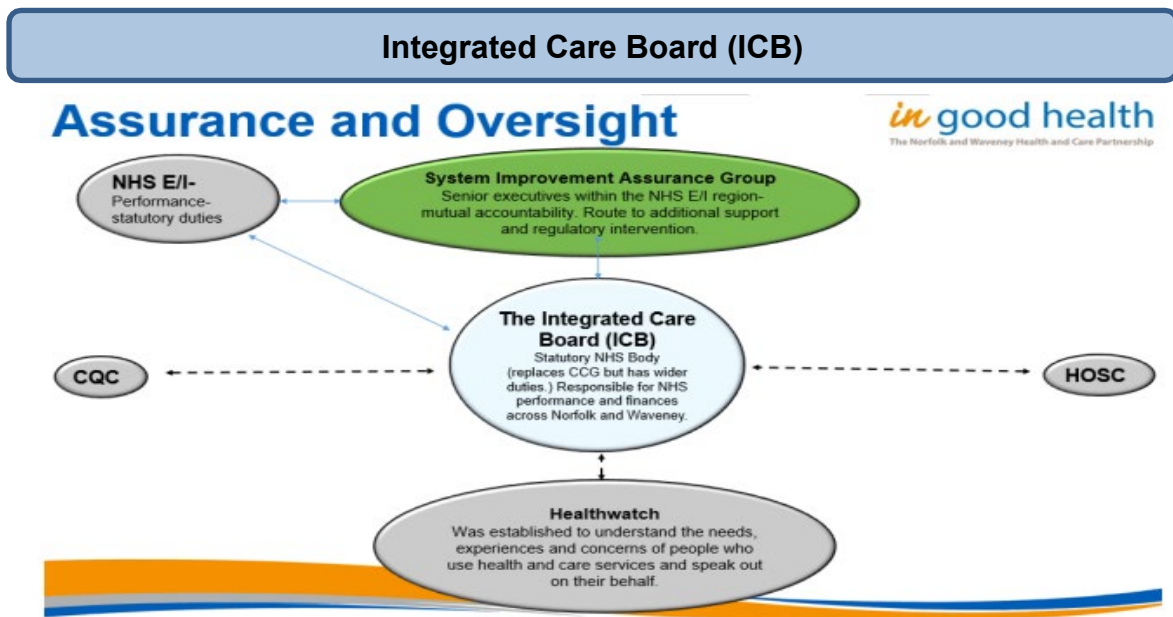 Integrated Care Board (ICB)
Assurance and Oversight
in good health
The Norfolk and Waveney Health and Care Partnership
NHS E/I-
Performance-
statutory duties
System Improvement Assurance Group
Senior executives within the NHS E/I region-
mutual accountability. Route to additional support
and regulatory intervention.
The Integrated Care
Board (ICB)
Statutory NHS Body
(replaces CCG but has wider
duties.) Responsible for NHS
performance and finances
across Norfolk and Waveney.
CQC
HOSC
Healthwatch
Was established to understand the needs,
experiences and concerns of people who
use health and care services and speak out
on their behalf.